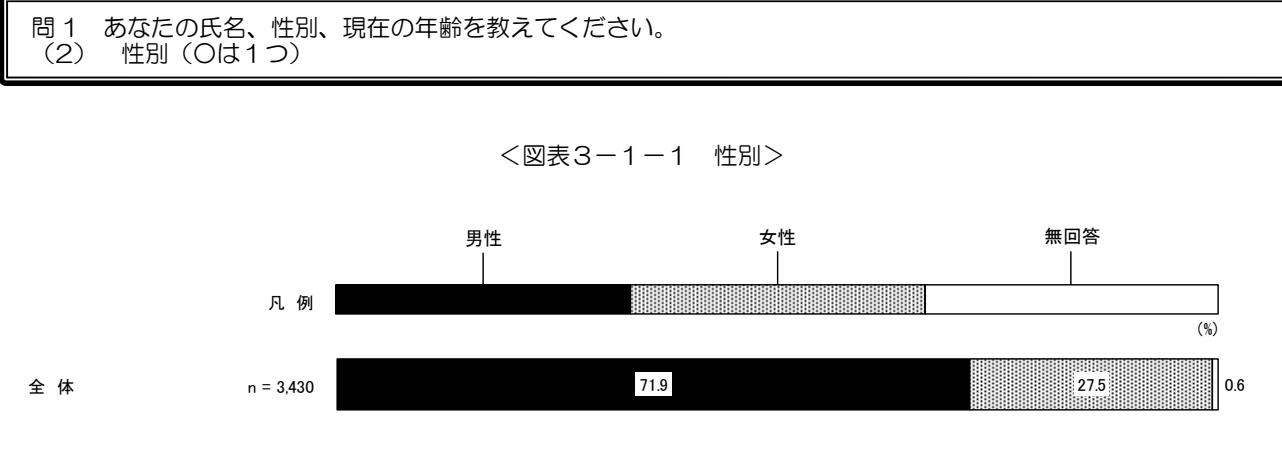 問１　あなたの氏名、性別、現在の年齢を教えてください。
（２）　性別（○は１つ）
＜図表３－１－１　性別＞
男性　女性　無回答
凡 例
(%)
全 体　n = 3,430　71.9　27.5　0.6